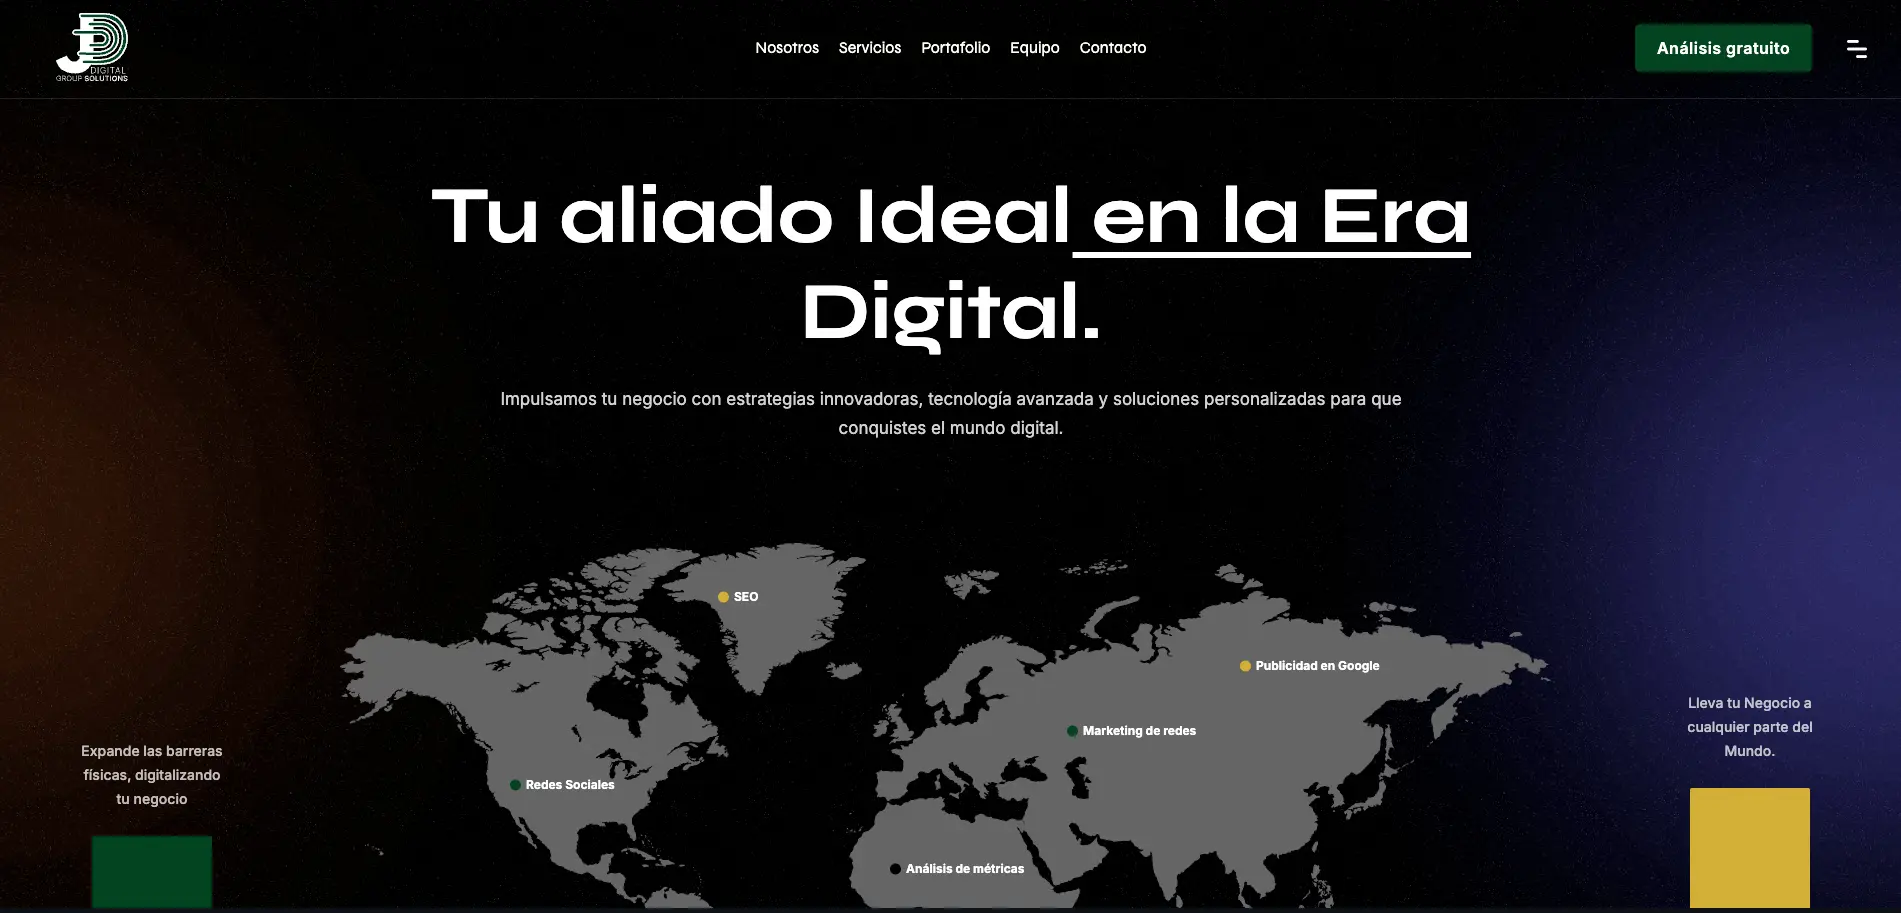 DIGITAL
GROUP SOLUTIONS
Nosotros
Servicios
Portafolio
Equipo
Contacto
Análisis gratuito
Tu aliado Ideal en la Era
Digital.
Impulsamos tu negocio con estrategias innovadoras, tecnología avanzada y soluciones personalizadas para que
conquistes el mundo digital.
SEO
Publicidad en Google
Marketing de redes
Redes Sociales
Análisis de métricas
Expande las barreras
físicas, digitalizando
tu negocio
Lleva tu Negocio a
cualquier parte del
Mundo.